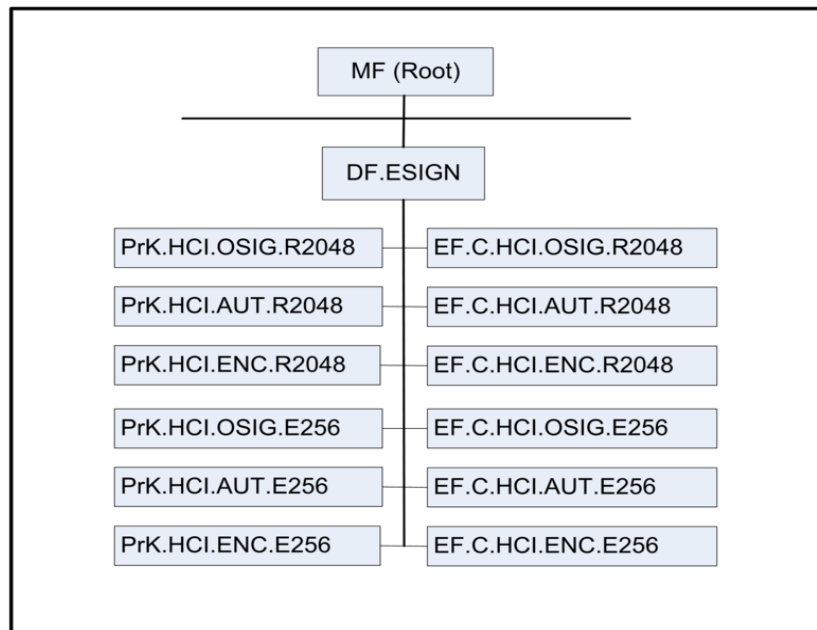 MF (Root)
DF.ESIGN
PrK.HCI.OSIG.R2048
EF.C.HCI.OSIG.R2048
PrK.HCI.AUT.R2048
EF.C.HCI.AUT.R2048
PrK.HCI.ENC.R2048
EF.C.HCI.ENC.R2048
PrK.HCI.OSIG.E256
EF.C.HCI.OSIG.E256
PrK.HCI.AUT.E256
EF.C.HCI.AUT.E256
PrK.HCI.ENC.E256
EF.C.HCI.ENC.E256